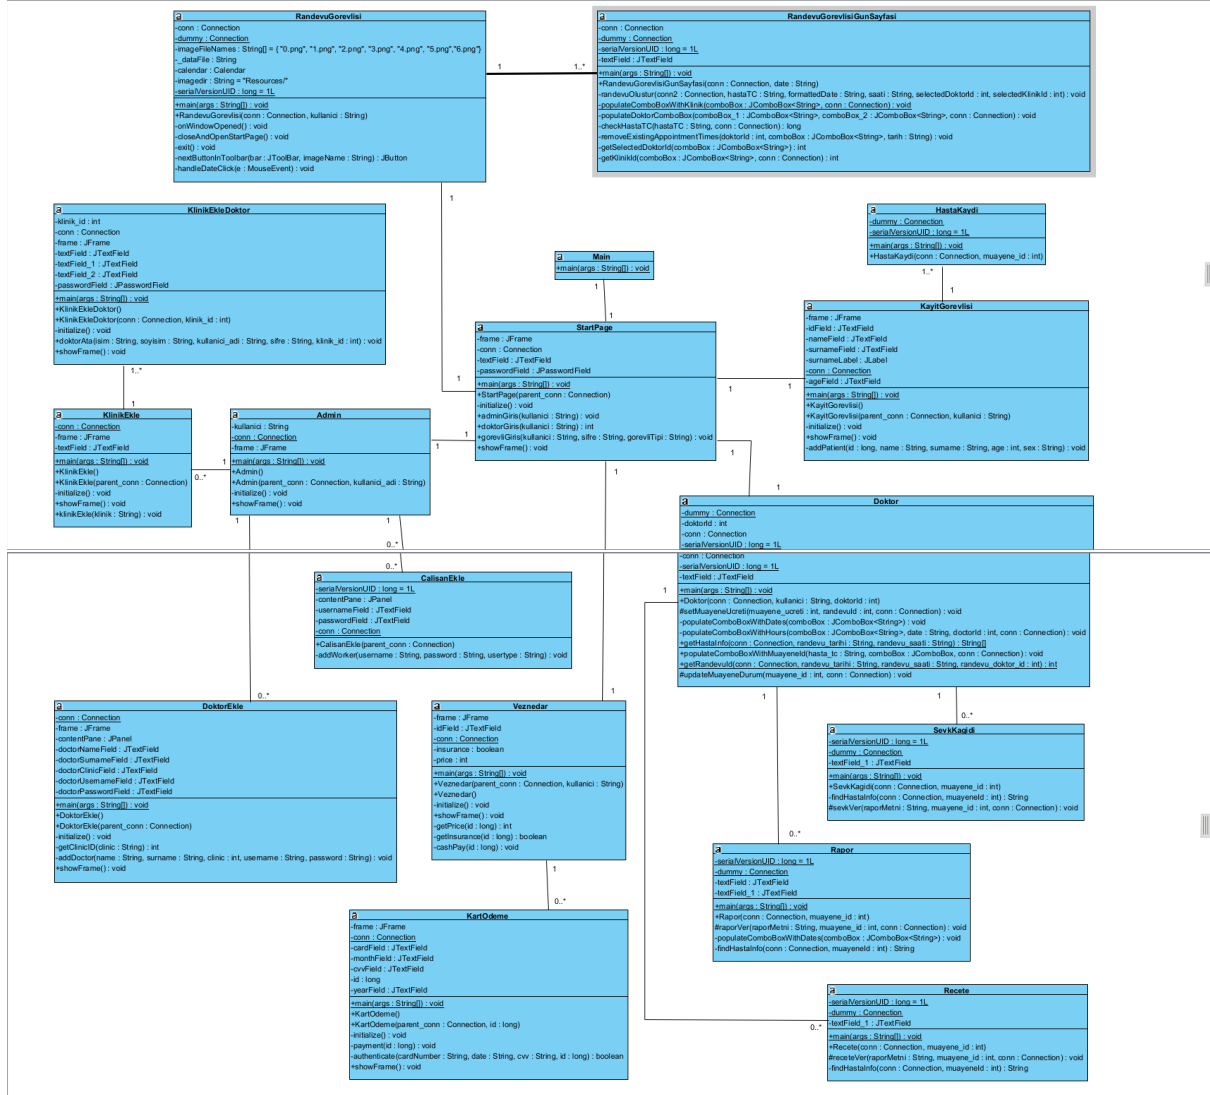 RandevuGorevlisi
-conn : Connection
-dummy : Connection
-imageFileNames : String[] = { "0.png", "1.png", "2.png", "3.png", "4.png", "5.png","6.png"}
-_dataFile : String
-calendar : Calendar
-imagedir : String = "Resources/"
-serialVersionUID : long = 1L
+main(args : String[]) : void
+RandevuGorevlisi(conn : Connection, kullanici : String)
-onWindowOpened() : void
-closeAndOpenStartPage() : void
-exit() : void
-nextButtonInToolbar(bar : JToolBar, imageName : String) : JButton
-handleDateClick(e : MouseEvent) : void
1
1..*
RandevuGorevlisiGunSayfasi
-conn : Connection
-dummy : Connection
-serialVersionUID : long = 1L
-textField : JTextField
+main(args : String[]) : void
+RandevuGorevlisiGunSayfasi(conn : Connection, date : String)
-randevuOlustur(conn2 : Connection, hastaTC : String, formattedDate : String, saati : String, selectedDoktorId : int, selectedKlinikId : int) : void
-populateComboBoxWithKlinik(comboBox : JComboBox<String>, conn : Connection) : void
-populateDoktorComboBox(comboBox_1 : JComboBox<String>, comboBox_2 : JComboBox<String>, conn : Connection) : void
-checkHastaTC(hastaTC : String, conn : Connection) : long
-removeExistingAppointmentTimes(doktorId : int, comboBox : JComboBox<String>, tarih : String) : void
-getSelectedDoktorId(comboBox : JComboBox<String>) : int
-getKlinikId(comboBox : JComboBox<String>, conn : Connection) : int
1
KlinikEkleDoktor
-klinik_id : int
-conn : Connection
-frame : JFrame
-textField : JTextField
-textField_1 : JTextField
-textField_2 : JTextField
-passwordField : JPasswordField
+main(args : String[]) : void
+KlinikEkleDoktor()
+KlinikEkleDoktor(conn : Connection, klinik_id : int)
-initialize() : void
+doktorAta(isim : String, soyisim : String, kullanici_adi : String, sifre : String, klinik_id : int) : void
+showFrame() : void
1..*
1
HastaKaydi
-dummy : Connection
-serialVersionUID : long = 1L
+main(args : String[]) : void
+HastaKaydi(conn : Connection, muayene_id : int)
1..*
1
Main
+main(args : String[]) : void
1
1
KayitGorevlisi
-frame : JFrame
-idField : JTextField
-nameField : JTextField
-surnameField : JTextField
-surnameLabel : JLabel
-conn : Connection
-ageField : JTextField
+main(args : String[]) : void
+KayitGorevlisi()
+KayitGorevlisi(parent_conn : Connection, kullanici : String)
-initialize() : void
+showFrame() : void
-addPatient(id : long, name : String, surname : String, age : int, sex : String) : void
StartPage
-frame : JFrame
-conn : Connection
-textField : JTextField
-passwordField : JPasswordField
+main(args : String[]) : void
+StartPage(parent_conn : Connection)
-initialize() : void
+adminGiris(kullanici : String) : void
+doktorGiris(kullanici : String) : int
+gorevliGiris(kullanici : String, sifre : String, gorevliTipi : String) : void
+showFrame() : void
1
1
1
1
1
1
1
1
KlinikEkle
-conn : Connection
-frame : JFrame
-textField : JTextField
+main(args : String[]) : void
+KlinikEkle()
+KlinikEkle(parent_conn : Connection)
-initialize() : void
+showFrame() : void
+klinikEkle(klinik : String) : void
1
0..*
Admin
-kullanici : String
-conn : Connection
-frame : JFrame
+main(args : String[]) : void
+Admin()
+Admin(parent_conn : Connection, kullanici_adi : String)
-initialize() : void
+showFrame() : void
1
1
0..*
Doktor
-dummy : Connection
-doktorId : int
-conn : Connection
-serialVersionUID : long = 1L
-conn : Connection
-serialVersionUID : long = 1L
-textField : JTextField
+main(args : String[]) : void
+Doktor(conn : Connection, kullanici : String, doktorId : int)
#setMuayeneUcreti(muayene_ucreti : int, randevuId : int, conn : Connection) : void
-populateComboBoxWithDates(comboBox : JComboBox<String>) : void
-populateComboBoxWithHours(comboBox : JComboBox<String>, date : String, doctorId : int, conn : Connection) : void
+getHastaInfo(conn : Connection, randevu_tarihi : String, randevu_saati : String) : String[]
+populateComboBoxWithMuayeneId(hasta_tc : String, comboBox : JComboBox, conn : Connection) : void
+getRandevuId(conn : Connection, randevu_tarihi : String, randevu_saati : String, randevu_doktor_id : int) : int
#updateMuayeneDurum(muayene_id : int, conn : Connection) : void
1
1
1
0..*
CalisanEkle
-serialVersionUID : long = 1L
-contentPane : JPanel
-usernameField : JTextField
-passwordField : JTextField
-conn : Connection
+CalisanEkle(parent_conn : Connection)
-addWorker(username : String, password : String, usertype : String) : void
0..*
DoktorEkle
-conn : Connection
-frame : JFrame
-contentPane : JPanel
-doctorNameField : JTextField
-doctorSurnameField : JTextField
-doctorClinicField : JTextField
-doctorUsernameField : JTextField
-doctorPasswordField : JTextField
+main(args : String[]) : void
+DoktorEkle()
+DoktorEkle(parent_conn : Connection)
-initialize() : void
-getClinicID(clinic : String) : int
-addDoctor(name : String, surname : String, clinic : int, username : String, password : String) : void
+showFrame() : void
1
Veznedar
-frame : JFrame
-idField : JTextField
-conn : Connection
-insurance : boolean
-price : int
+main(args : String[]) : void
+Veznedar(parent_conn : Connection, kullanici : String)
+Veznedar()
-initialize() : void
+showFrame() : void
-getPrice(id : long) : int
-getInsurance(id : long) : boolean
-cashPay(id : long) : void
1
0..*
0..*
SevkKagidi
-serialVersionUID : long = 1L
-dummy : Connection
-textField_1 : JTextField
+main(args : String[]) : void
+SevkKagidi(conn : Connection, muayene_id : int)
-findHastaInfo(conn : Connection, muayeneId : int) : String
#sevkVer(raporMetni : String, muayene_id : int, conn : Connection) : void
0..*
Rapor
-serialVersionUID : long = 1L
-dummy : Connection
-textField : JTextField
-textField_1 : JTextField
+main(args : String[]) : void
+Rapor(conn : Connection, muayene_id : int)
#raporVer(raporMetni : String, muayene_id : int, conn : Connection) : void
-populateComboBoxWithDates(comboBox : JComboBox<String>) : void
-findHastaInfo(conn : Connection, muayeneId : int) : String
KartOdeme
-frame : JFrame
-conn : Connection
-cardField : JTextField
-monthField : JTextField
-cvvField : JTextField
-id : long
-yearField : JTextField
+main(args : String[]) : void
+KartOdeme()
+KartOdeme(parent_conn : Connection, id : long)
-initialize() : void
-payment(id : long) : void
-authenticate(cardNumber : String, date : String, cvv : String, id : long) : boolean
+showFrame() : void
0..*
Recete
-serialVersionUID : long = 1L
-dummy : Connection
-textField_1 : JTextField
+main(args : String[]) : void
+Recete(conn : Connection, muayene_id : int)
#receteVer(raporMetni : String, muayene_id : int, conn : Connection) : void
-findHastaInfo(conn : Connection, muayeneId : int) : String